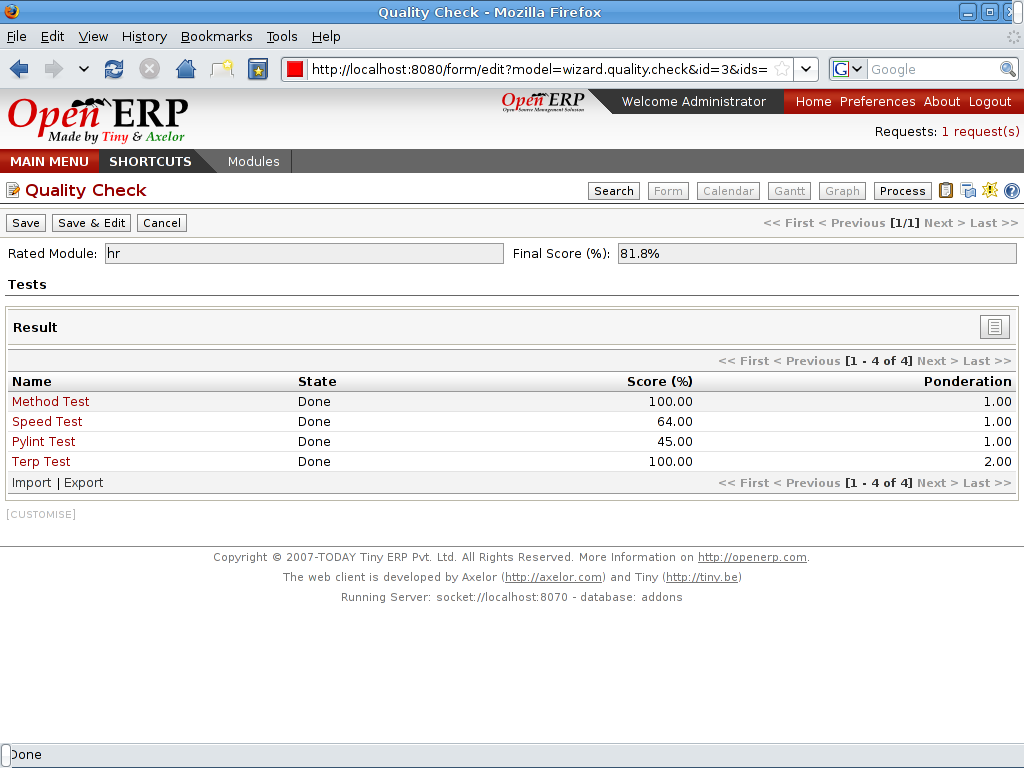 Quality Check - Mozilla Firefox
File Edit View History Bookmarks Tools Help
http://localhost:8080/form/edit?model=wizard.quality.check&id=3&ids= G Google
Open ERP Open ERP Welcome Administrator Home Preferences About Logout
Open Source Management Solution
Made by Tiny & Axelor Requests: 1 request(s)
MAIN MENU SHORTCUTS Modules
Quality Check Search Form Calendar Gantt Graph Process
Save Save & Edit Cancel << First < Previous [1/1] Next > Last >>
Rated Module: hr Final Score (%): 81.8%
Tests
Result
<< First < Previous [1 - 4 of 4] Next > Last >>
Name State Score (%) Ponderation
Method Test Done 100.00 1.00
Speed Test Done 64.00 1.00
Pylint Test Done 45.00 1.00
Terp Test Done 100.00 2.00
Import | Export << First < Previous [1 - 4 of 4] Next > Last >>
[CUSTOMISE]
Copyright © 2007-TODAY Tiny ERP Pvt. Ltd. All Rights Reserved. More Information on http://openerp.com.
The web client is developed by Axelor (http://axelor.com) and Tiny (http://tiny.be)
Running Server: socket://localhost:8070 - database: addons
Done